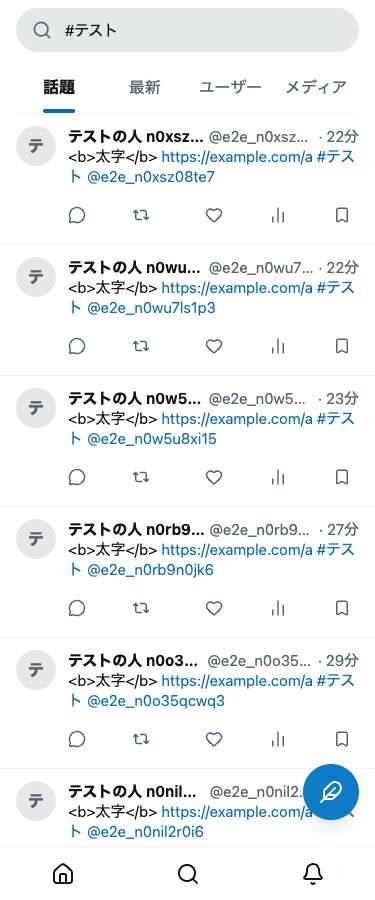 #テスト
話題 最新 ユーザー メディア
テ テストの人 n0xsz... @e2e_n0xsz... · 22分
<b>太字</b> https://example.com/a #テス
ト @e2e_n0xsz08te7
テ テストの人 n0wu... @e2e_n0wu7... · 22分
<b>太字</b> https://example.com/a #テス
ト @e2e_n0wu7ls1p3
テ テストの人 n0w5... @e2e_n0w5... · 23分
<b>太字</b> https://example.com/a #テス
ト @e2e_n0w5u8xi15
テ テストの人 n0rb9... @e2e_n0rb9... · 27分
<b>太字</b> https://example.com/a #テス
ト @e2e_n0rb9n0jk6
テ テストの人 n0o3... @e2e_n0o35... · 29分
<b>太字</b> https://example.com/a #テス
ト @e2e_n0o35qcwq3
テ テストの人 n0nil... @e2e_n0nil2.
<b>太字</b> https://example.com/a スト
ト @e2e_n0nil2r0i6